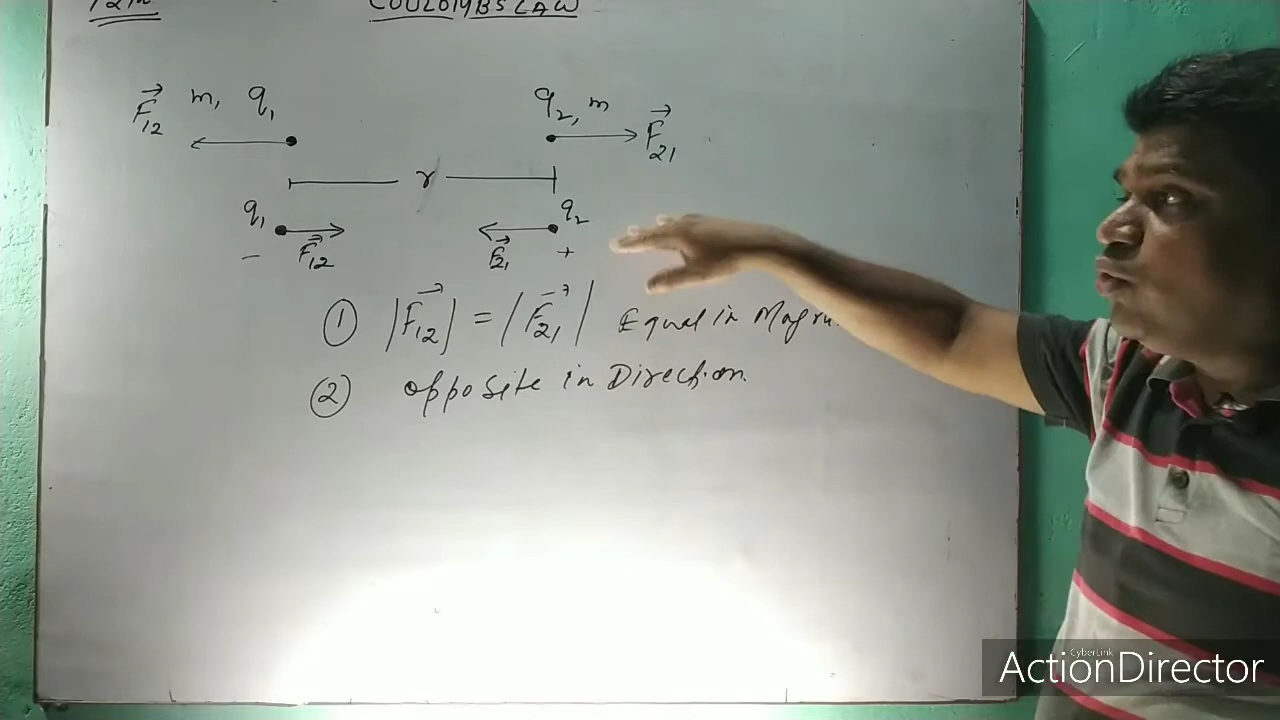 12th COULOMBS LAW
F⃗12 m, q1 q2, m F⃗21
r
q1 q2
− F⃗12 F⃗21 +
① |F⃗12| = |F⃗21| Equal in
② opposite in Direction.
CyberLink
ActionDirector